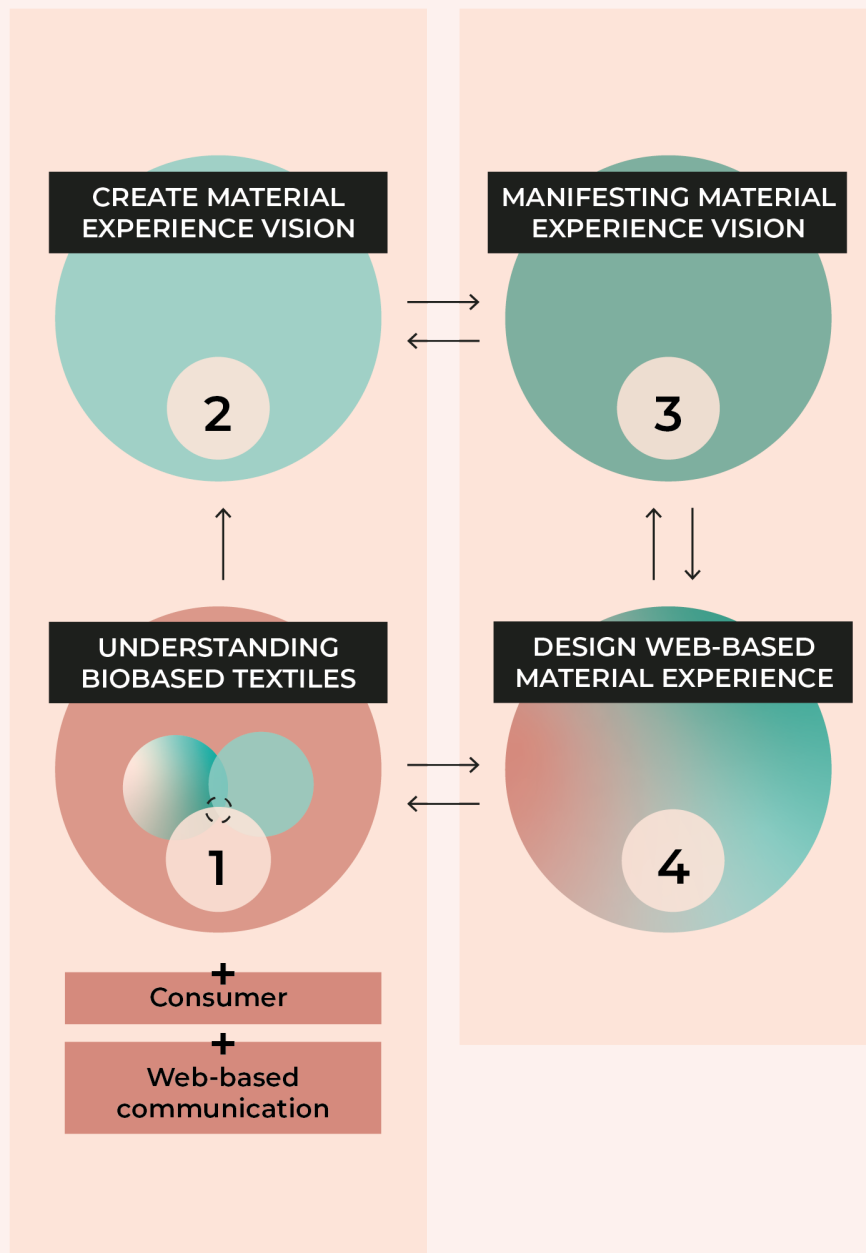 CREATE MATERIAL
EXPERIENCE VISION
2
MANIFESTING MATERIAL
EXPERIENCE VISION
3
UNDERSTANDING
BIOBASED TEXTILES
1
+
Consumer
+
Web-based
communication
DESIGN WEB-BASED
MATERIAL EXPERIENCE
4